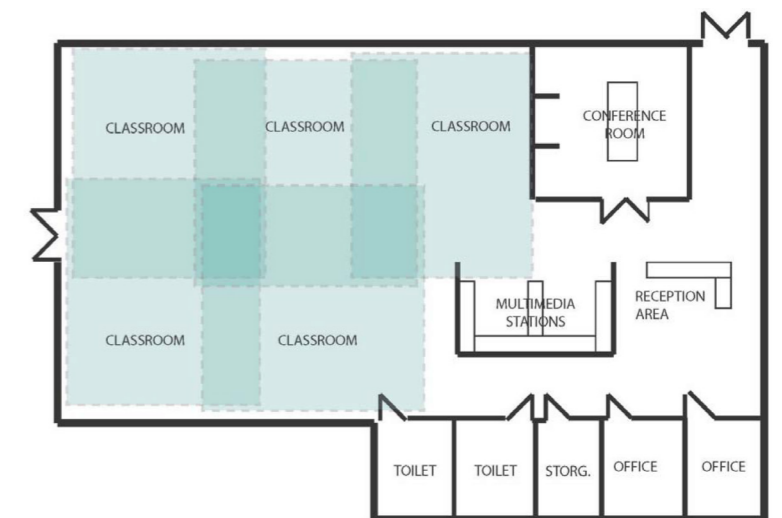 CLASSROOM
CLASSROOM
CLASSROOM
CONFERENCE
ROOM
MULTIMEDIA
STATIONS
RECEPTION
AREA
CLASSROOM
CLASSROOM
TOILET
TOILET
STORG.
OFFICE
OFFICE